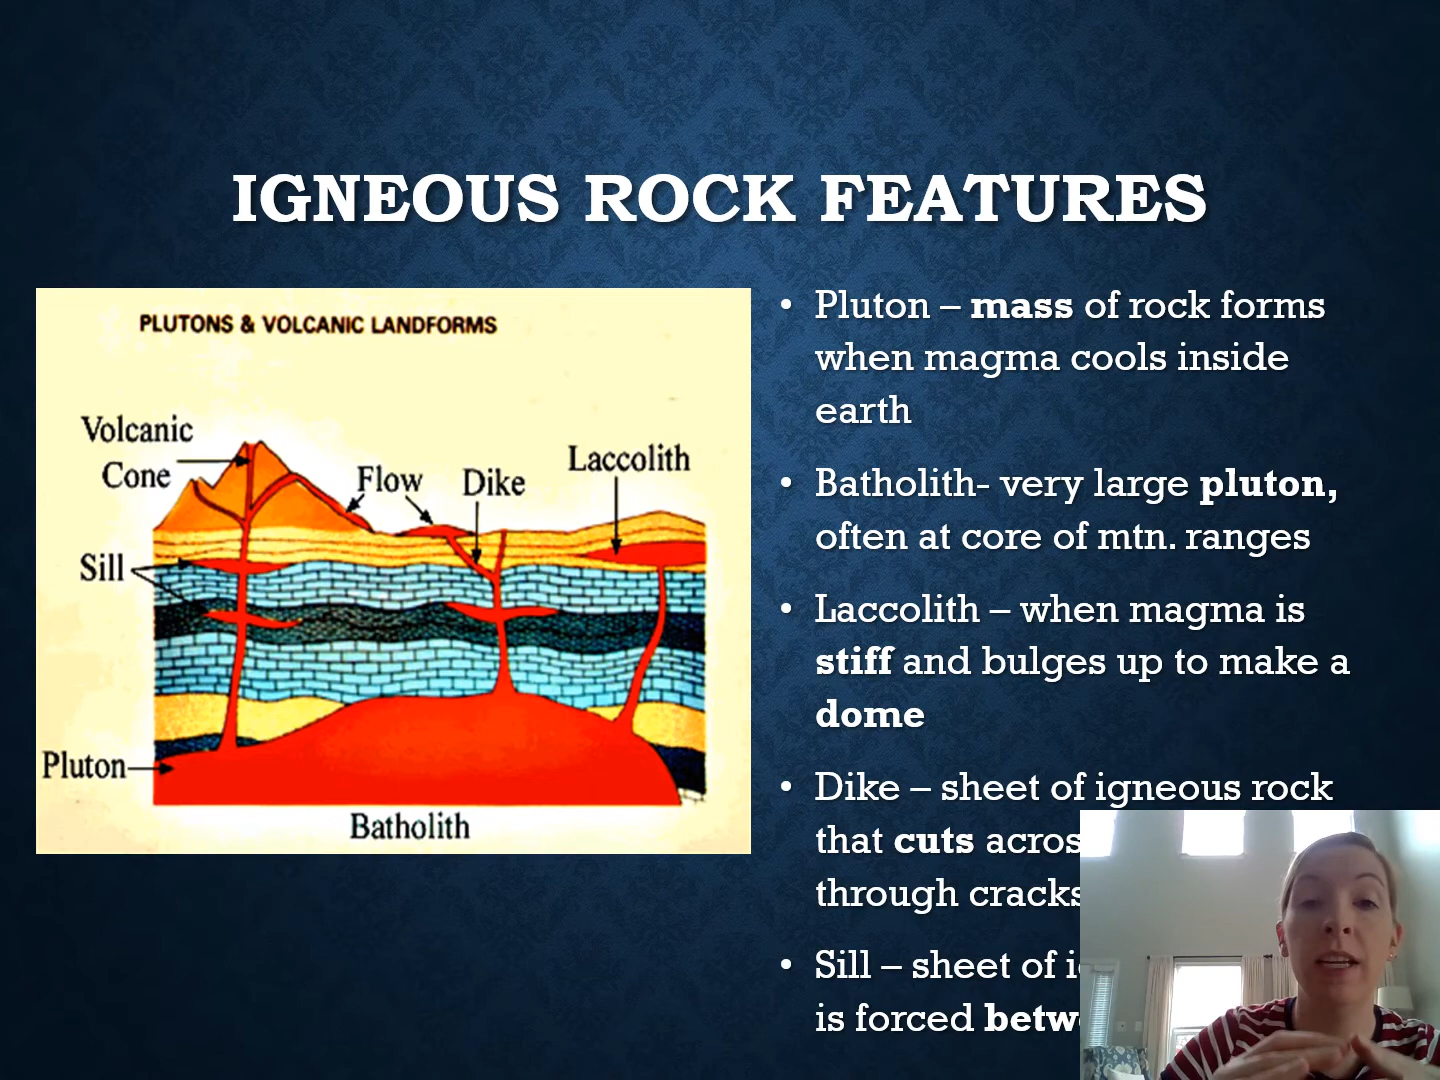 IGNEOUS ROCK FEATURES
PLUTONS & VOLCANIC LANDFORMS
Volcanic
Cone
Flow
Dike
Laccolith
Sill
Pluton
Batholith
• Pluton – mass of rock forms
when magma cools inside
earth
• Batholith- very large pluton,
often at core of mtn. ranges
• Laccolith – when magma is
stiff and bulges up to make a
dome
• Dike – sheet of igneous rock
that cuts
through cracks
• Sill – sheet of
is forced